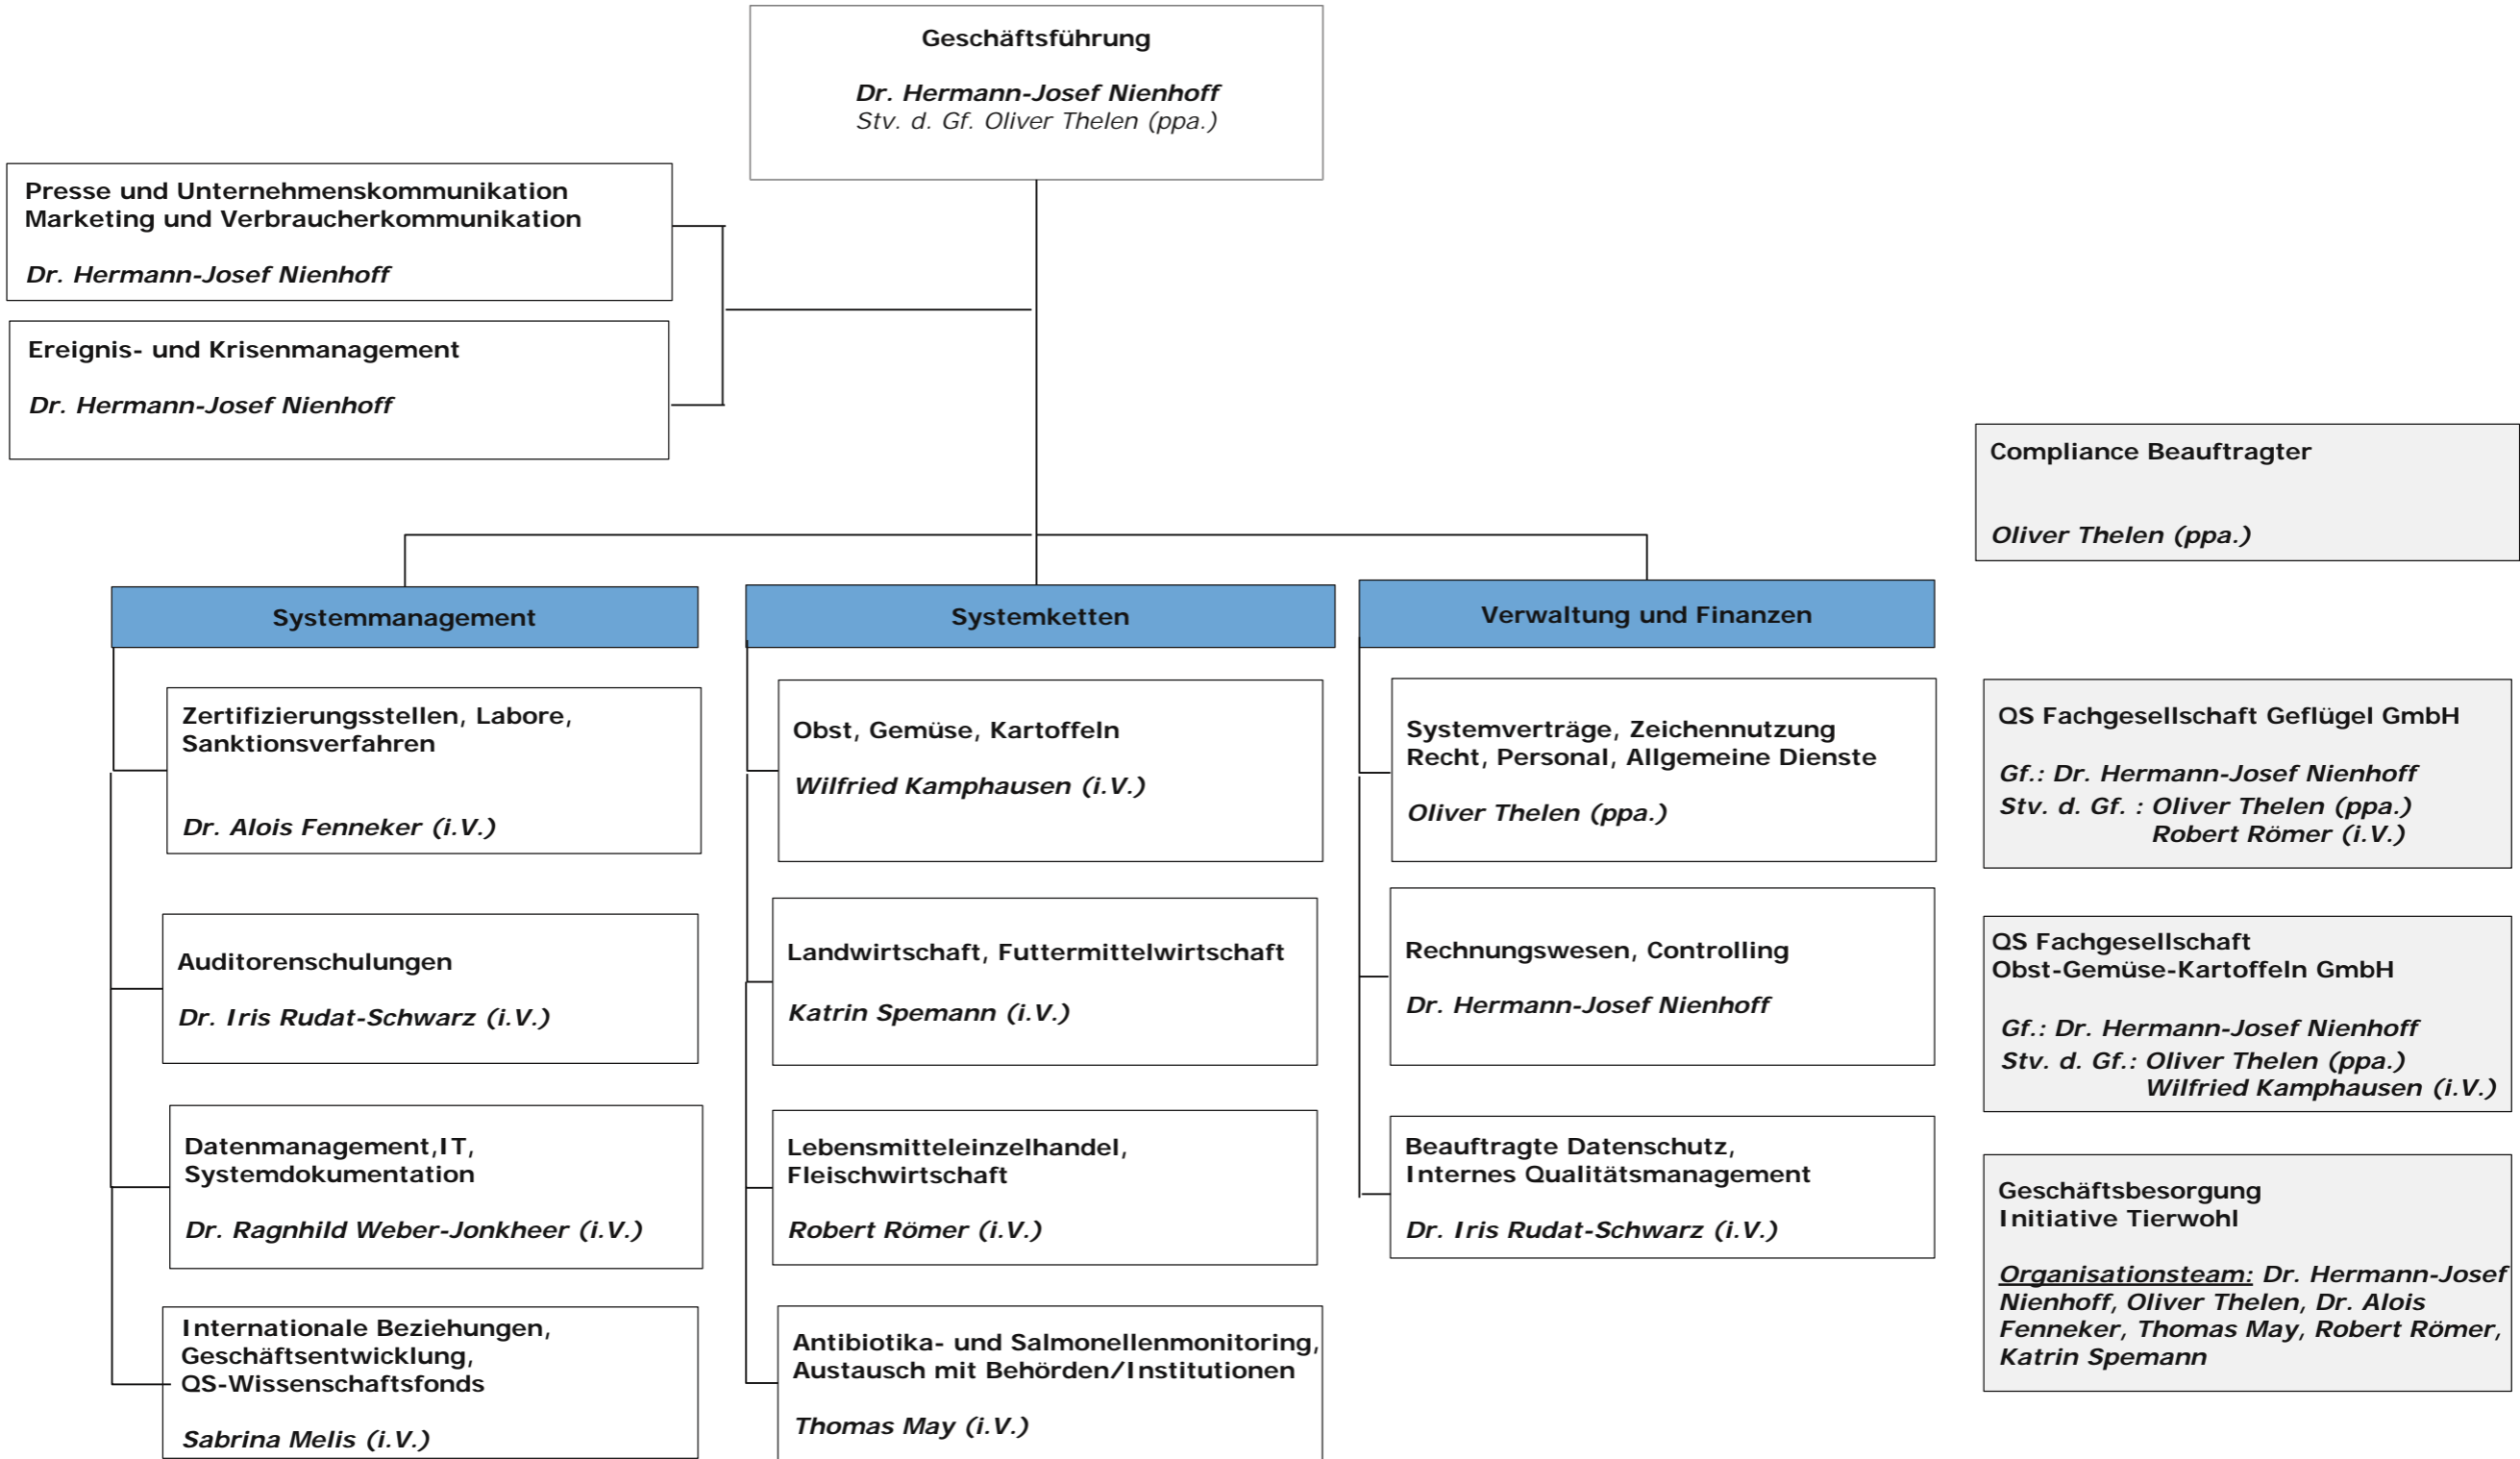 Geschäftsführung
Dr. Hermann-Josef Nienhoff
Stv. d. Gf. Oliver Thelen (ppa.)
Presse und Unternehmenskommunikation
Marketing und Verbraucherkommunikation
Dr. Hermann-Josef Nienhoff
Ereignis- und Krisenmanagement
Dr. Hermann-Josef Nienhoff
Compliance Beauftragter
Oliver Thelen (ppa.)
Systemmanagement
Zertifizierungsstellen, Labore,
Sanktionsverfahren
Dr. Alois Fenneker (i.V.)
Auditorenschulungen
Dr. Iris Rudat-Schwarz (i.V.)
Datenmanagement,IT,
Systemdokumentation
Dr. Ragnhild Weber-Jonkheer (i.V.)
Internationale Beziehungen,
Geschäftsentwicklung,
QS-Wissenschaftsfonds
Sabrina Melis (i.V.)
Systemketten
Obst, Gemüse, Kartoffeln
Wilfried Kamphausen (i.V.)
Landwirtschaft, Futtermittelwirtschaft
Katrin Spemann (i.V.)
Lebensmitteleinzelhandel,
Fleischwirtschaft
Robert Römer (i.V.)
Antibiotika- und Salmonellenmonitoring,
Austausch mit Behörden/Institutionen
Thomas May (i.V.)
Verwaltung und Finanzen
Systemverträge, Zeichennutzung
Recht, Personal, Allgemeine Dienste
Oliver Thelen (ppa.)
Rechnungswesen, Controlling
Dr. Hermann-Josef Nienhoff
Beauftragte Datenschutz,
Internes Qualitätsmanagement
Dr. Iris Rudat-Schwarz (i.V.)
QS Fachgesellschaft Geflügel GmbH
Gf.: Dr. Hermann-Josef Nienhoff
Stv. d. Gf. : Oliver Thelen (ppa.)
Robert Römer (i.V.)
QS Fachgesellschaft
Obst-Gemüse-Kartoffeln GmbH
Gf.: Dr. Hermann-Josef Nienhoff
Stv. d. Gf.: Oliver Thelen (ppa.)
Wilfried Kamphausen (i.V.)
Geschäftsbesorgung
Initiative Tierwohl
Organisationsteam: Dr. Hermann-Josef
Nienhoff, Oliver Thelen, Dr. Alois
Fenneker, Thomas May, Robert Römer,
Katrin Spemann